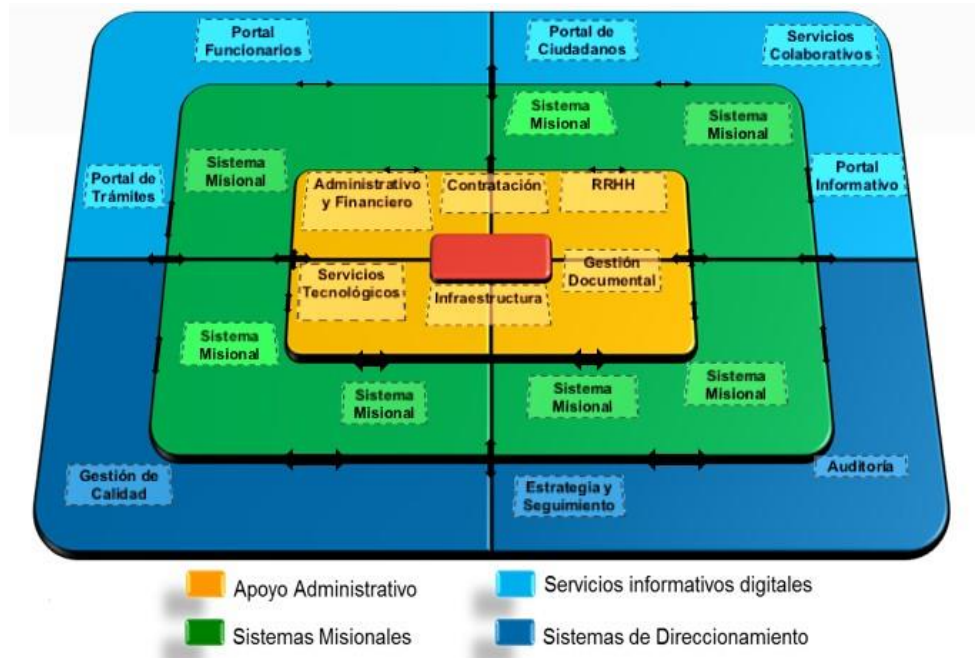 Portal
Funcionarios
Portal de
Ciudadanos
Servicios
Colaborativos
Sistema
Misional
Sistema
Misional
Sistema
Misional
Portal de
Trámites
Portal
Informativo
Administrativo
y Financiero
Contratación
RRHH
Servicios
Tecnológicos
Infraestructura
Gestión
Documental
Sistema
Misional
Sistema
Misional
Sistema
Misional
Sistema
Misional
Gestión de
Calidad
Estrategia y
Seguimiento
Auditoría
Apoyo Administrativo
Servicios informativos digitales
Sistemas Misionales
Sistemas de Direccionamiento